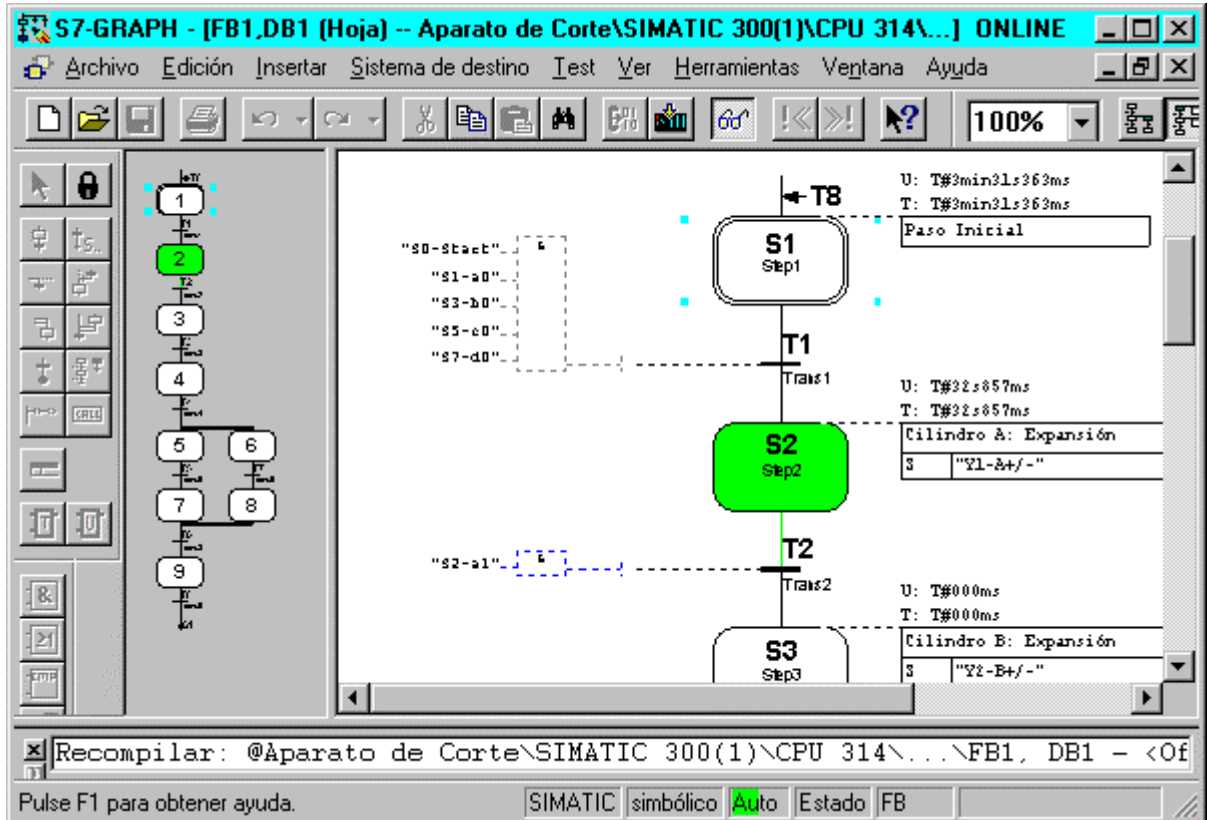 S7-GRAPH - [FB1,DB1 (Hoja) -- Aparato de Corte\SIMATIC 300(1)\CPU 314\...] ONLINE
Archivo Edición Insertar Sistema de destino Test Ver Herramientas Ventana Ayuda
100%
1
2
T2
3
4
5 6
7 8
9
T8
U: T#3min31s363ms
T: T#3min31s363ms
Paso Inicial
S1
Step1
"S0-Start"
&
"S1-a0"
"S3-b0"
"S5-c0"
"S7-d0"
T1
Trans1
U: T#32s857ms
T: T#32s857ms
Cilindro A: Expansión
S "Y1-A+/-"
S2
Step2
"S2-a1"
&
T2
Trans2
U: T#000ms
T: T#000ms
Cilindro B: Expansión
S "Y2-B+/-"
S3
Step3
CALL
&
>1
CMP
Recompilar: @Aparato de Corte\SIMATIC 300(1)\CPU 314\...\FB1, DB1 – <Of
Pulse F1 para obtener ayuda. SIMATIC simbólico Auto Estado FB